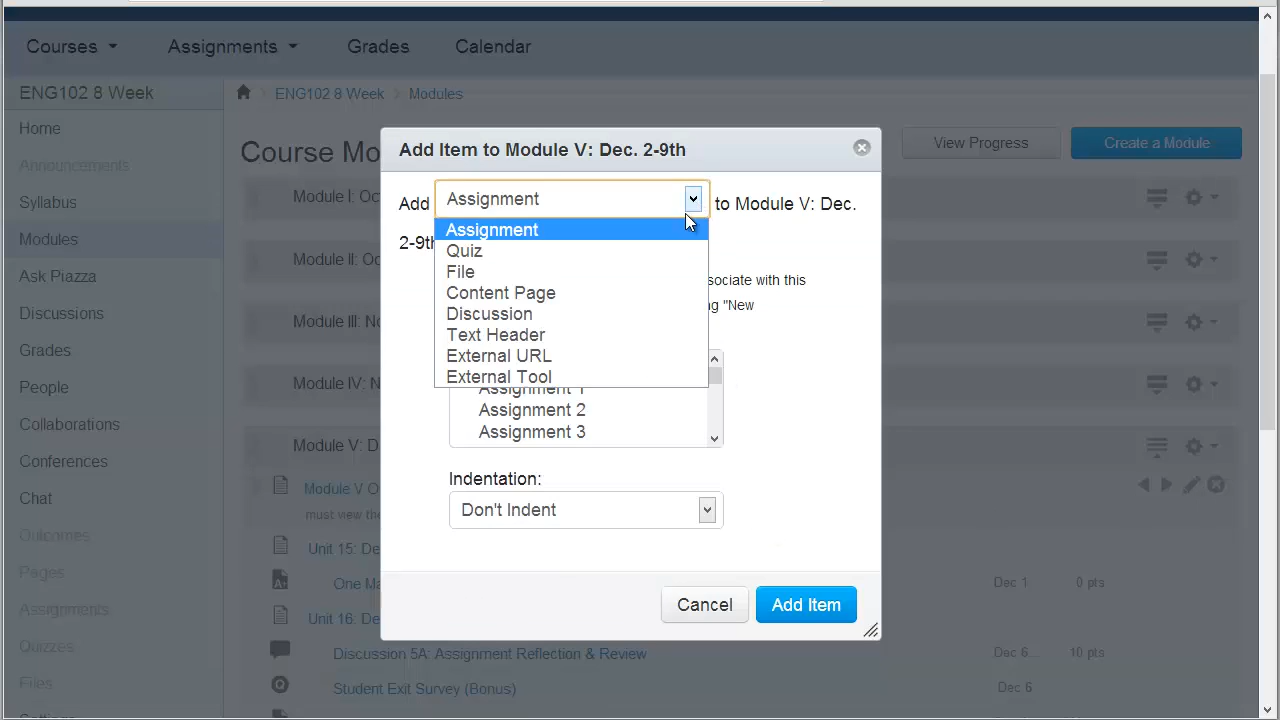 Courses Assignments Grades Calendar
ENG102 8 Week
ENG102 8 Week > Modules
Home
Announcements
Syllabus
Modules
Ask Piazza
Discussions
Grades
People
Collaborations
Conferences
Chat
Outcomes
Pages
Assignments
Quizzes
Files
Course Mo
View Progress
Create a Module
Module I: Oc
Module II: Oc
Module III: No
Module IV: N
Module V: D
Module V O
must view the
Unit 15: De
One Ma
Dec 1 0 pts
Unit 16: De
Discussion 5A: Assignment Reflection & Review
Dec 6... 10 pts
Student Exit Survey (Bonus)
Dec 6
Add Item to Module V: Dec. 2-9th
Add Assignment to Module V: Dec.
2-9th
Assignment
Quiz
File
Content Page
Discussion
Text Header
External URL
External Tool
sociate with this
g "New
Assignment 1
Assignment 2
Assignment 3
Indentation:
Don't Indent
Cancel
Add Item